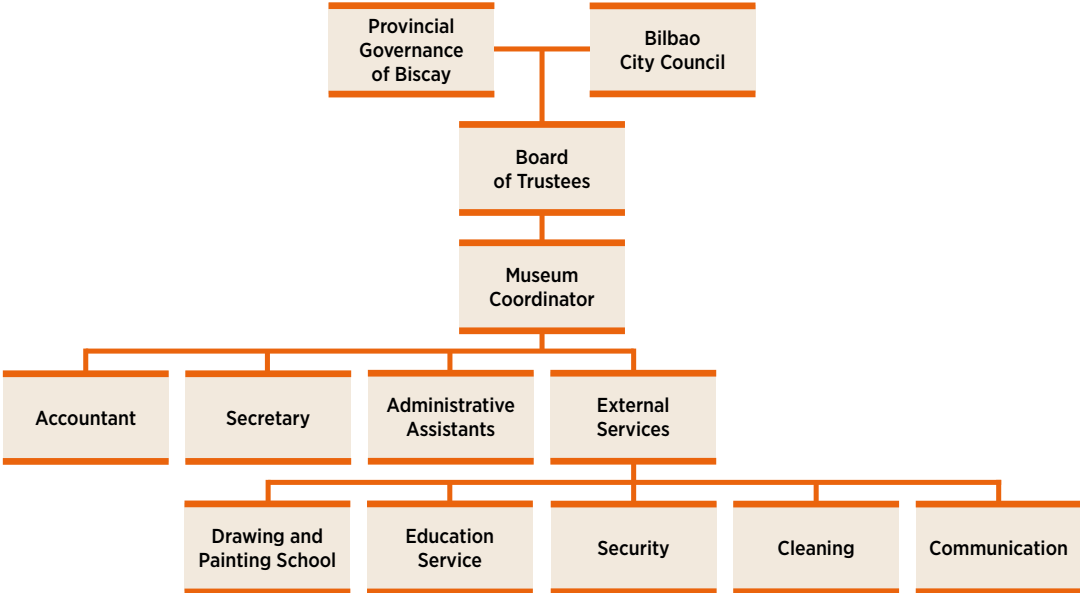 Provincial
Governance
of Biscay
Bilbao
City Council
Board
of Trustees
Museum
Coordinator
Accountant
Secretary
Administrative
Assistants
External
Services
Drawing and
Painting School
Education
Service
Security
Cleaning
Communication